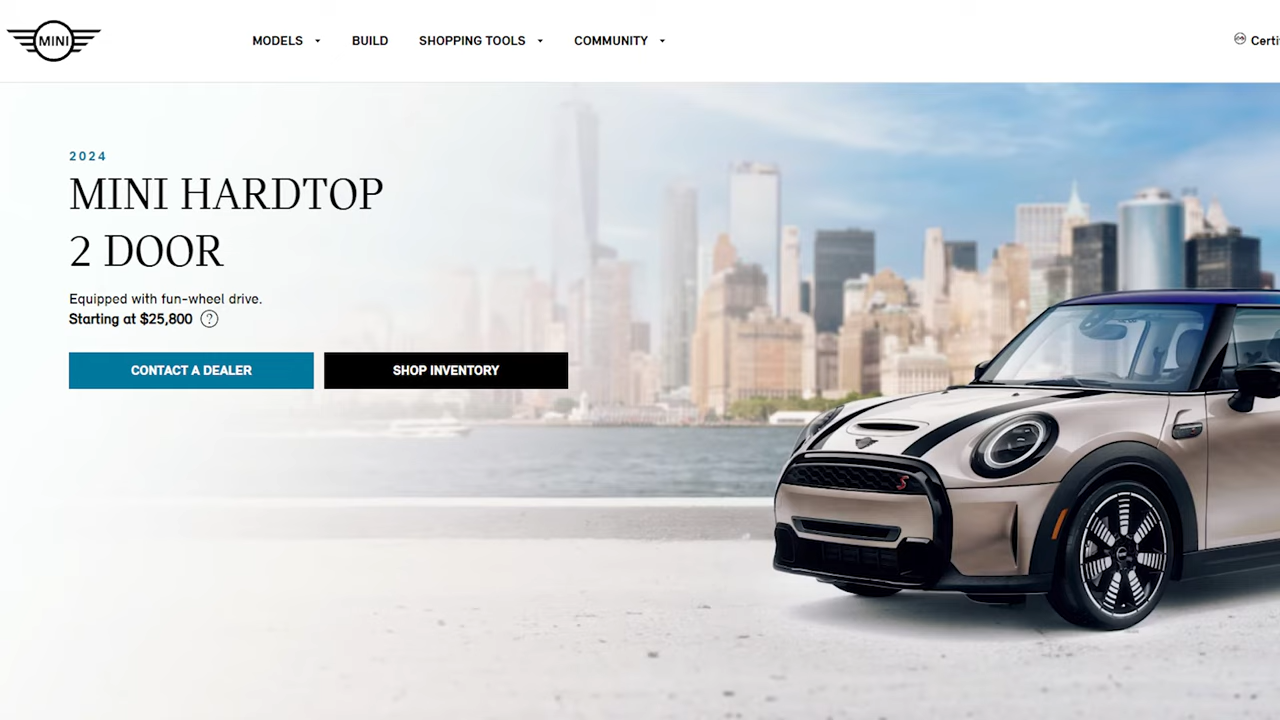 MINI
MODELS
BUILD
SHOPPING TOOLS
COMMUNITY
Certi
2024
MINI HARDTOP
2 DOOR
Equipped with fun-wheel drive.
Starting at $25,800 ?
CONTACT A DEALER
SHOP INVENTORY
S